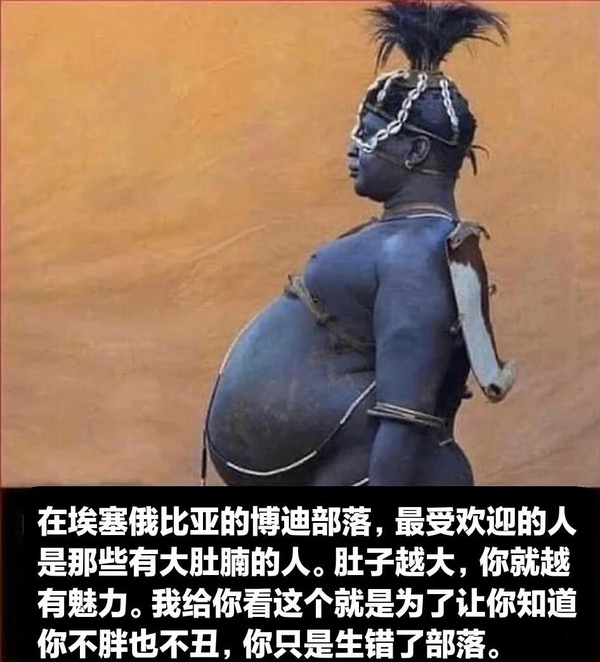 在埃塞俄比亚的博迪部落，最受欢迎的人
是那些有大肚腩的人。肚子越大，你就越
有魅力。我给你看这个就是为了让你知道
你不胖也不丑，你只是生错了部落。